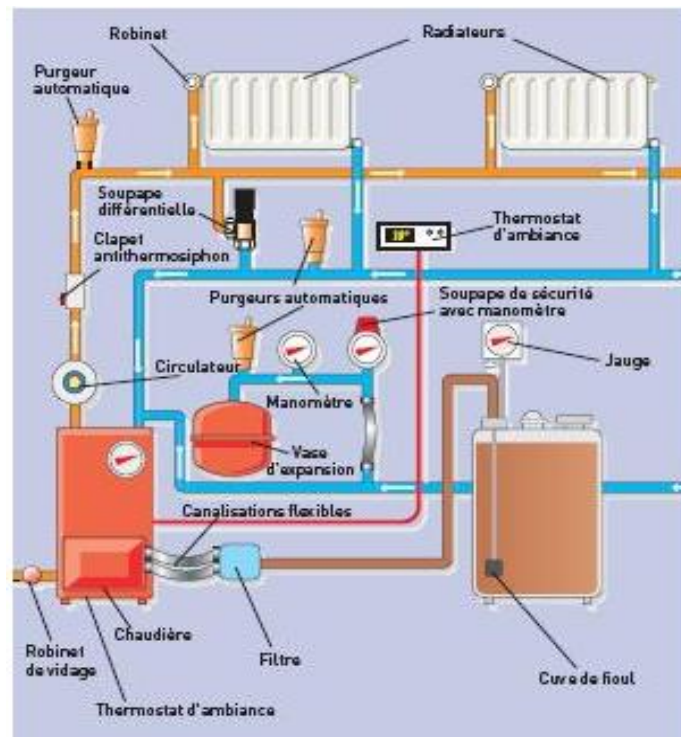 Robinet
Radiateurs
Purgeur
automatique
Soupape
différentielle
Thermostat
d'ambiance
Clapet
antithermosiphon
Purgeurs automatiques
Soupape de sécurité
avec manomètre
Circulateur
Jauge
Manomètre
Vase
d'expansion
Canalisations flexibles
Chaudière
Robinet
de vidage
Filtre
Cuve de fioul
Thermostat d'ambiance